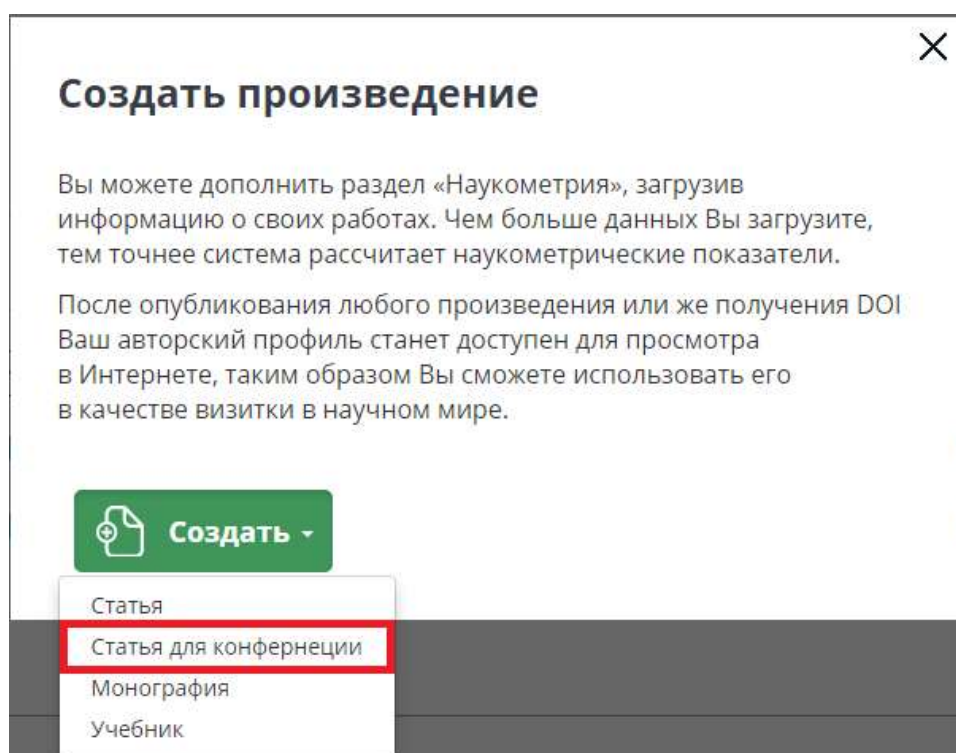 Создать произведение
Вы можете дополнить раздел «Наукометрия», загрузив
информацию о своих работах. Чем больше данных Вы загрузите,
тем точнее система рассчитает наукометрические показатели.
После опубликования любого произведения или же получения DOI
Ваш авторский профиль станет доступен для просмотра
в Интернете, таким образом Вы сможете использовать его
в качестве визитки в научном мире.
Создать
Статья
Статья для конфернеции
Монография
Учебник